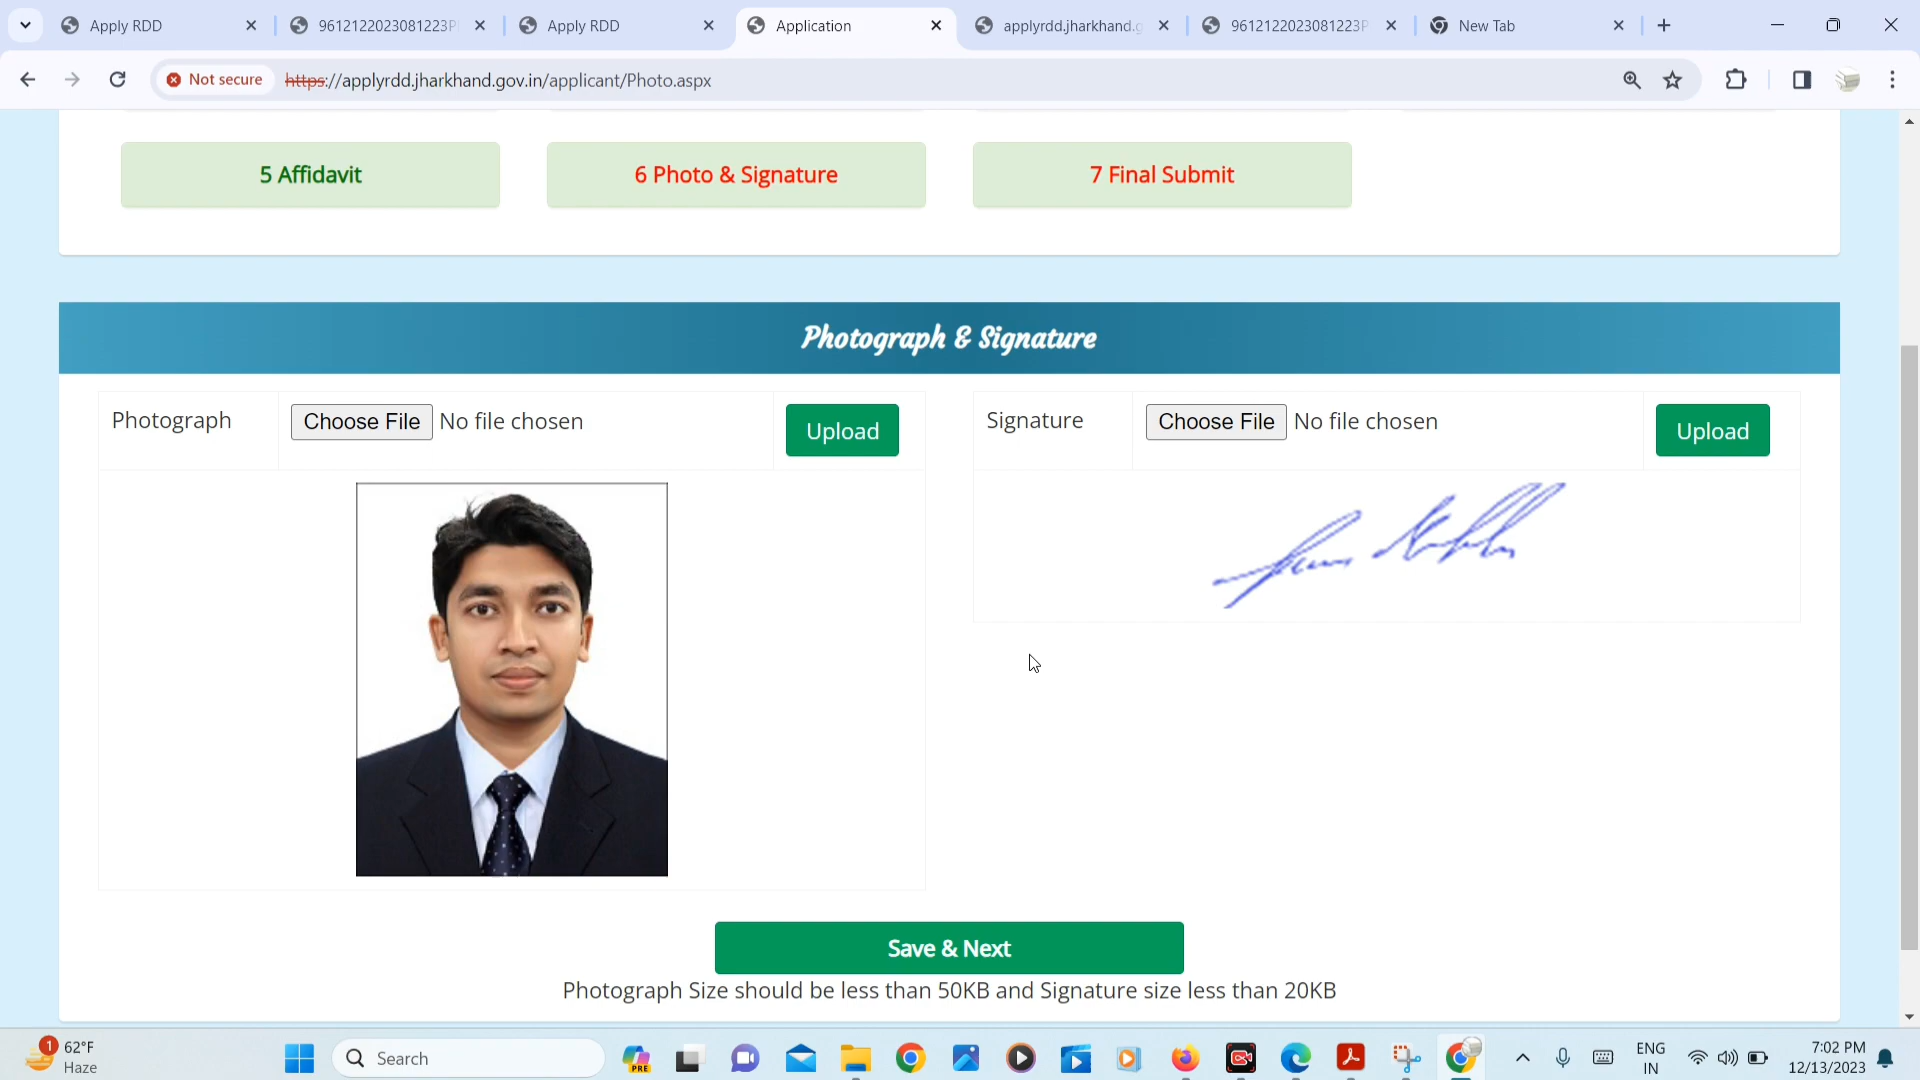 Apply RDD
9612122023081223P
Apply RDD
Application
applyrdd.jharkhand.g
9612122023081223P
New Tab
Not secure
https://applyrdd.jharkhand.gov.in/applicant/Photo.aspx
5 Affidavit
6 Photo & Signature
7 Final Submit
Photograph & Signature
Photograph
Choose File No file chosen
Upload
Signature
Choose File No file chosen
Upload
Save & Next
Photograph Size should be less than 50KB and Signature size less than 20KB
1
62°F
Haze
Search
PRE
ENG
IN
7:02 PM
12/13/2023